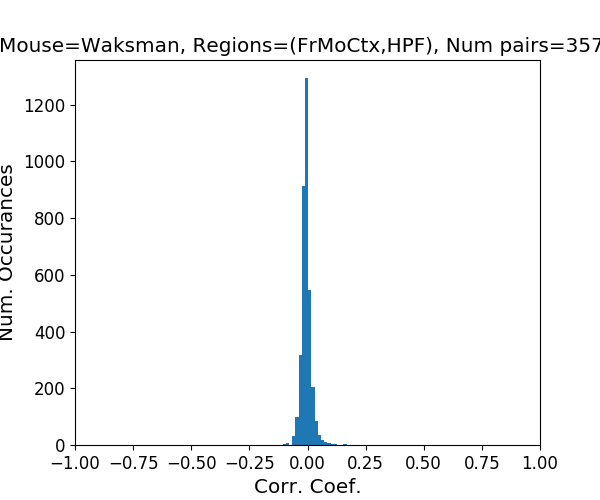 Mouse=Waksman, Regions=(FrMoCtx,HPF), Num pairs=357
Num. Occurances
1200
1000
800
600
400
200
0
−1.00 −0.75 −0.50 −0.25 0.00 0.25 0.50 0.75 1.00
Corr. Coef.